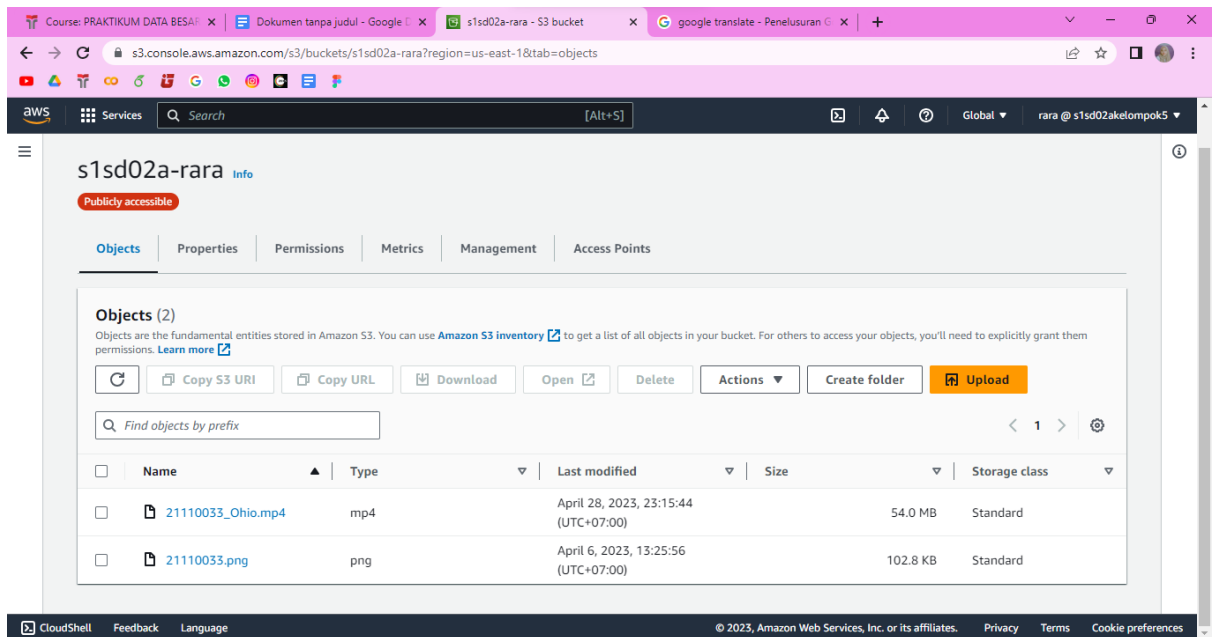 Course: PRAKTIKUM DATA BESAR
Dokumen tanpa judul - Google D
s1sd02a-rara - S3 bucket
google translate - Penelusuran G
s3.console.aws.amazon.com/s3/buckets/s1sd02a-rara?region=us-east-1&tab=objects
aws Services Search [Alt+S] Global rara @ s1sd02akelompok5
s1sd02a-rara Info
Publicly accessible
Objects Properties Permissions Metrics Management Access Points
Objects (2)
Objects are the fundamental entities stored in Amazon S3. You can use Amazon S3 inventory to get a list of all objects in your bucket. For others to access your objects, you'll need to explicitly grant them
permissions. Learn more
Copy S3 URI Copy URL Download Open Delete Actions Create folder Upload
Find objects by prefix 1
Name Type Last modified Size Storage class
21110033_Ohio.mp4 mp4 April 28, 2023, 23:15:44 (UTC+07:00) 54.0 MB Standard
21110033.png png April 6, 2023, 13:25:56 (UTC+07:00) 102.8 KB Standard
CloudShell Feedback Language © 2023, Amazon Web Services, Inc. or its affiliates. Privacy Terms Cookie preferences